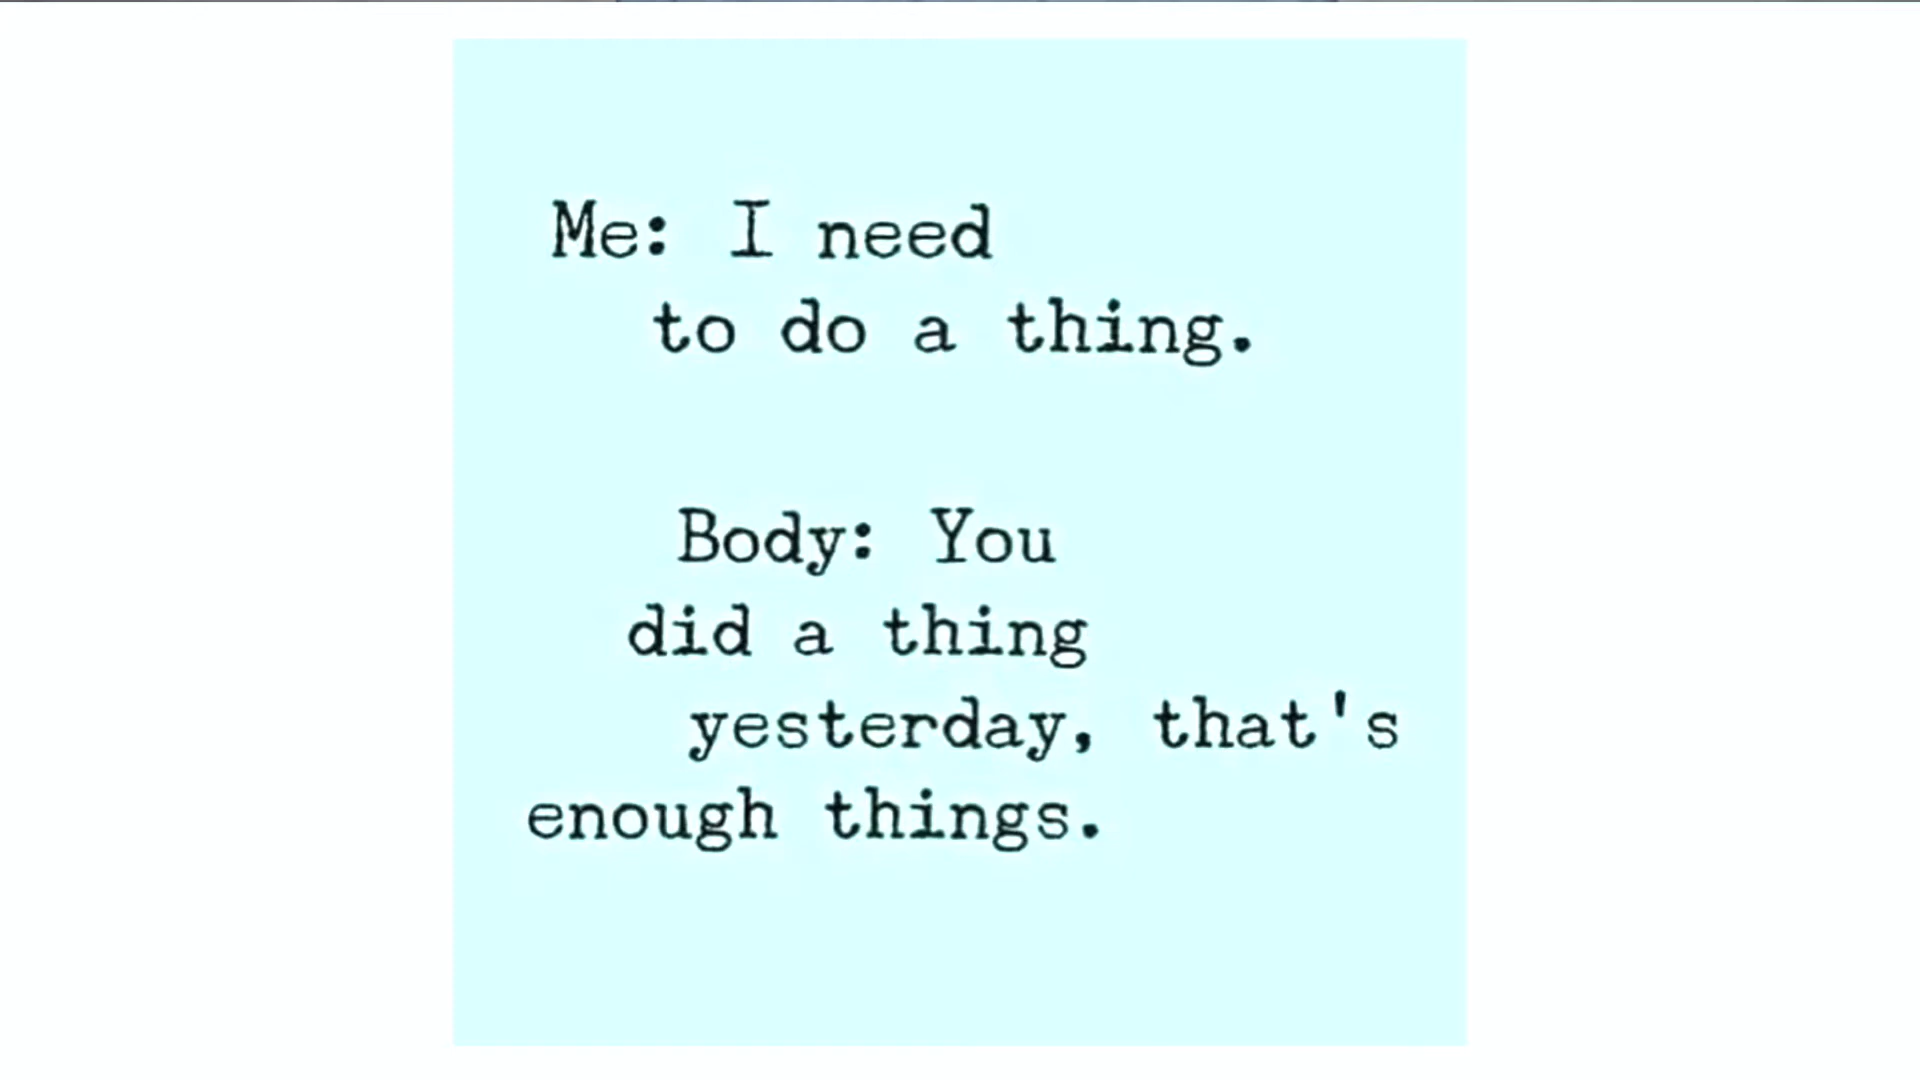 Me: I need
to do a thing.
Body: You
did a thing
yesterday, that's
enough things.